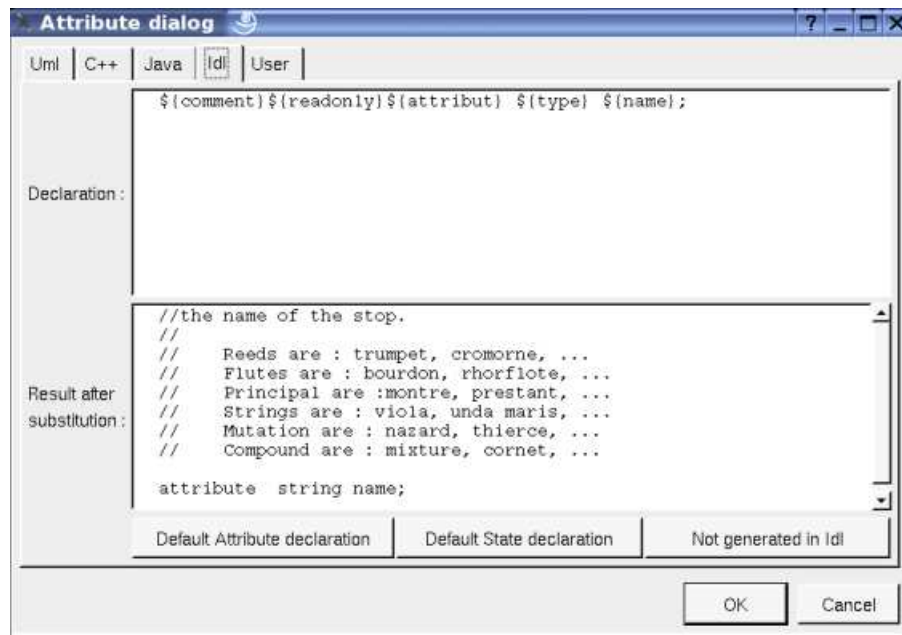 Attribute dialog
Uml C++ Java Idl User
Declaration :
${comment}${readonly}${attribut} ${type} ${name};
Result after
substitution :
//the name of the stop.
//
//    Reeds are : trumpet, cromorne, ...
//    Flutes are : bourdon, rhorflote, ...
//    Principal are :montre, prestant, ...
//    Strings are : viola, unda maris, ...
//    Mutation are : nazard, thierce, ...
//    Compound are : mixture, cornet, ...
attribute  string name;
Default Attribute declaration Default State declaration Not generated in Idl
OK Cancel